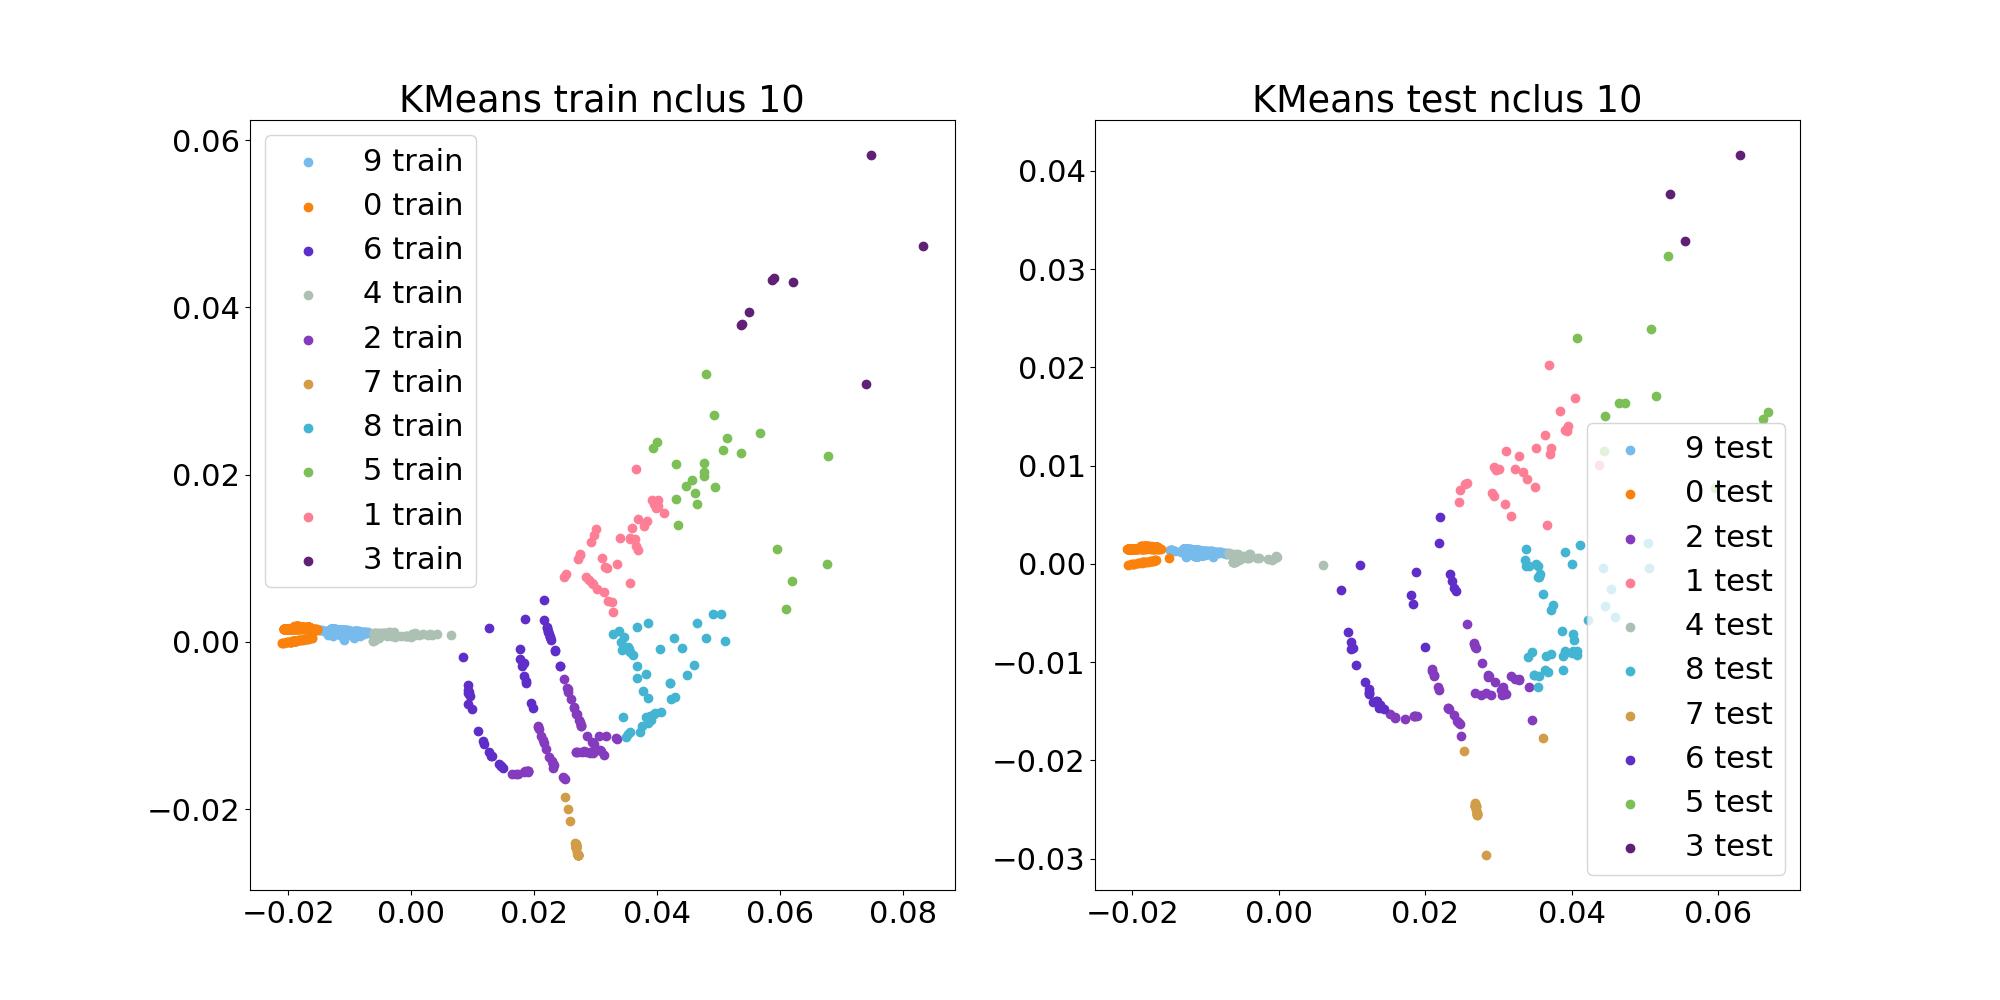 KMeans train nclus 10
0.06
0.04
0.02
0.00
−0.02
−0.02 0.00 0.02 0.04 0.06 0.08
9 train
0 train
6 train
4 train
2 train
7 train
8 train
5 train
1 train
3 train
KMeans test nclus 10
0.04
0.03
0.02
0.01
0.00
−0.01
−0.02
−0.03
−0.02 0.00 0.02 0.04 0.06
9 test
0 test
2 test
1 test
4 test
8 test
7 test
6 test
5 test
3 test